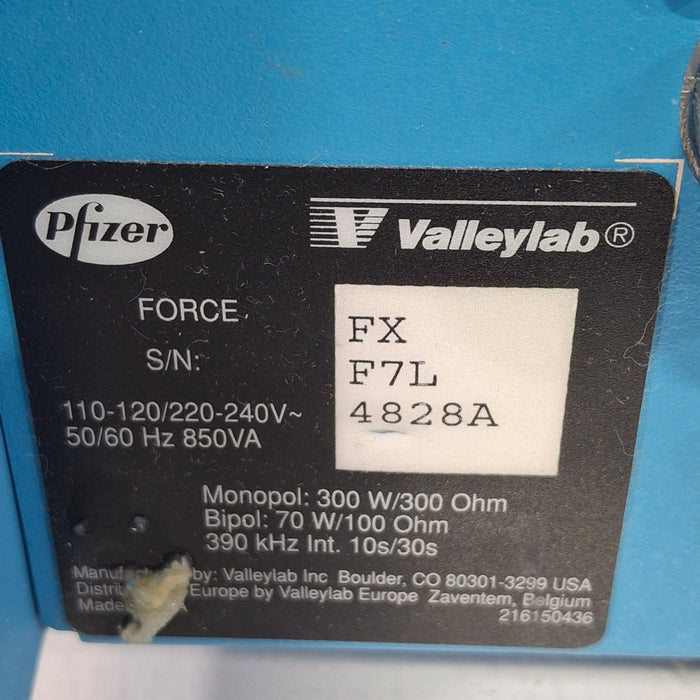 Pfizer
Valleylab®
FORCE FX
S/N: F7L
4828A
110-120/220-240V~
50/60 Hz 850VA
Monopol: 300 W/300 Ohm
Bipol: 70 W/100 Ohm
390 kHz Int. 10s/30s
by: Valleylab Inc Boulder, CO 80301-3299 USA
Europe by Valleylab Europe Zaventem, Belgium
Made
216150436